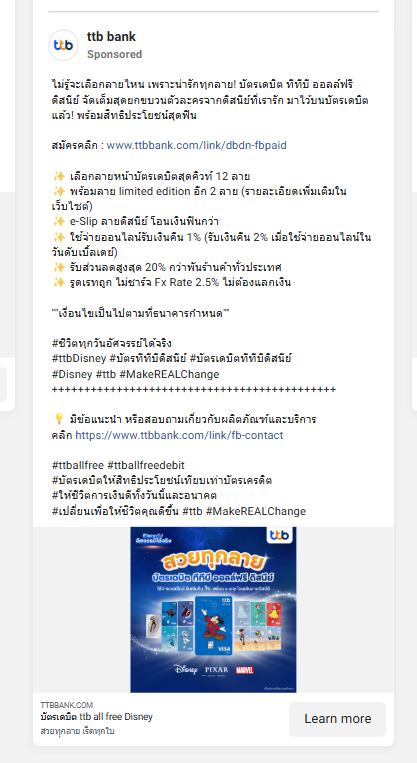 ttb
ttb bank
Sponsored
ไม่รู้จะเลือกลายไหน เพราะน่ารักทุกลาย! บัตรเดบิต ทีทีบี ออลล์ฟรี
ดิสนีย์ จัดเต็มสุดยกขบวนตัวละครจากดิสนีย์ที่เรารัก มาไว้บนบัตรเดบิต
แล้ว! พร้อมสิทธิประโยชน์สุดฟิน
สมัครคลิก : www.ttbbank.com/link/dbdn-fbpaid
✨ เลือกลายหน้าบัตรเดบิตสุดคิวท์ 12 ลาย
✨ พร้อมลาย limited edition อีก 2 ลาย (รายละเอียดเพิ่มเติมใน
เว็บไซต์)
✨ e-Slip ลายดิสนีย์ โอนเงินฟินกว่า
✨ ใช้จ่ายออนไลน์รับเงินคืน 1% (รับเงินคืน 2% เมื่อใช้จ่ายออนไลน์ใน
วันดับเบิ้ลเดย์)
✨ รับส่วนลดสูงสุด 20% กว่าพันร้านค้าทั่วประเทศ
✨ รูดเรทถูก ไม่ชาร์จ Fx Rate 2.5% ไม่ต้องแลกเงิน
""เงื่อนไขเป็นไปตามที่ธนาคารกำหนด""
#ชีวิตทุกวันอัศจรรย์ได้จริง
#ttbDisney #บัตรทีทีบีดิสนีย์ #บัตรเดบิตทีทีบีดิสนีย์
#Disney #ttb #MakeREALChange
++++++++++++++++++++++++++++++++++++++++++
💡 มีข้อแนะนำ หรือสอบถามเกี่ยวกับผลิตภัณฑ์และบริการ
คลิก https://www.ttbbank.com/link/fb-contact
#ttballfree #ttballfreedebit
#บัตรเดบิตให้สิทธิประโยชน์เทียบเท่าบัตรเครดิต
#ให้ชีวิตการเงินดีทั้งวันนี้และอนาคต
#เปลี่ยนเพื่อให้ชีวิตคุณดีขึ้น #ttb #MakeREALChange
ชีวิตทุกวัน
อัศจรรย์ได้จริง
ttb
สวยทุกลาย
บัตรเดบิต ทีทีบี ออลล์ฟรี ดิสนีย์
VISA
Disney
PIXAR
MARVEL
TTBBANK.COM
บัตรเดบิต ttb all free Disney
สวยทุกลาย เริ่ดทุกใบ
Learn more